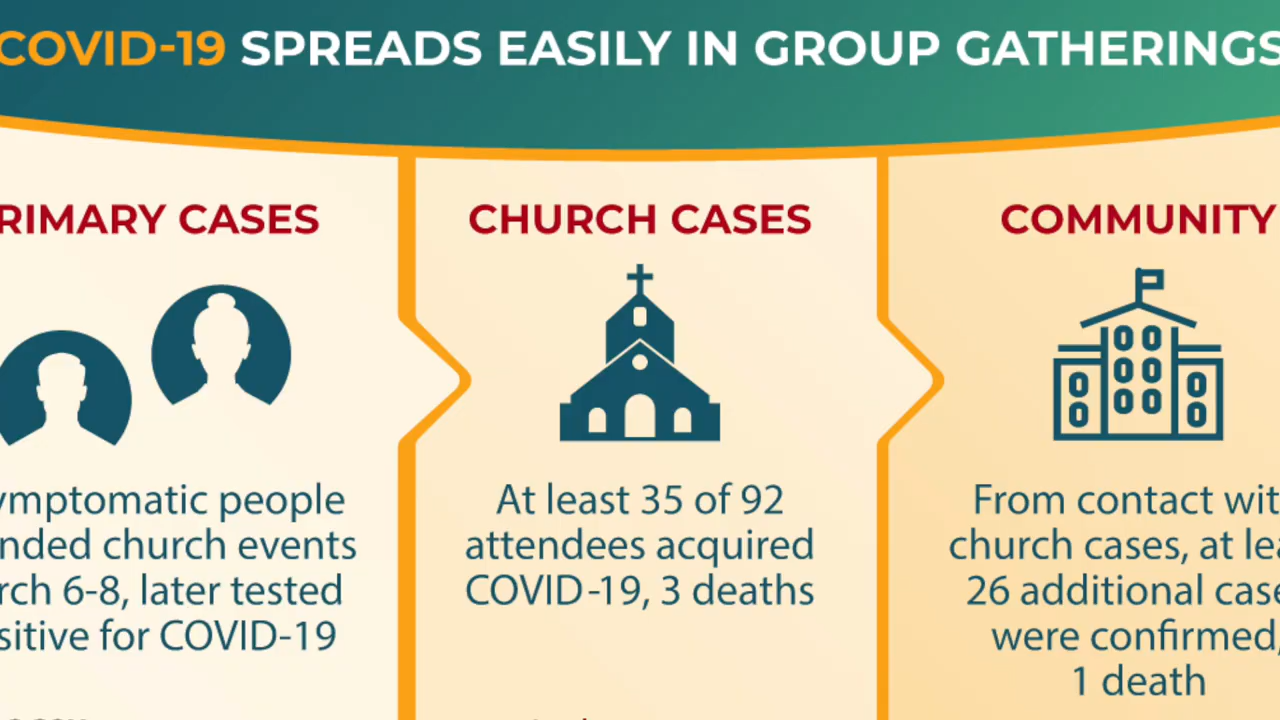 COVID-19 SPREADS EASILY IN GROUP GATHERINGS
RIMARY CASES
ymptomatic people
nded church events
rch 6-8, later tested
sitive for COVID-19
CHURCH CASES
At least 35 of 92
attendees acquired
COVID-19, 3 deaths
COMMUNITY
From contact wit
church cases, at lea
26 additional case
were confirmed,
1 death